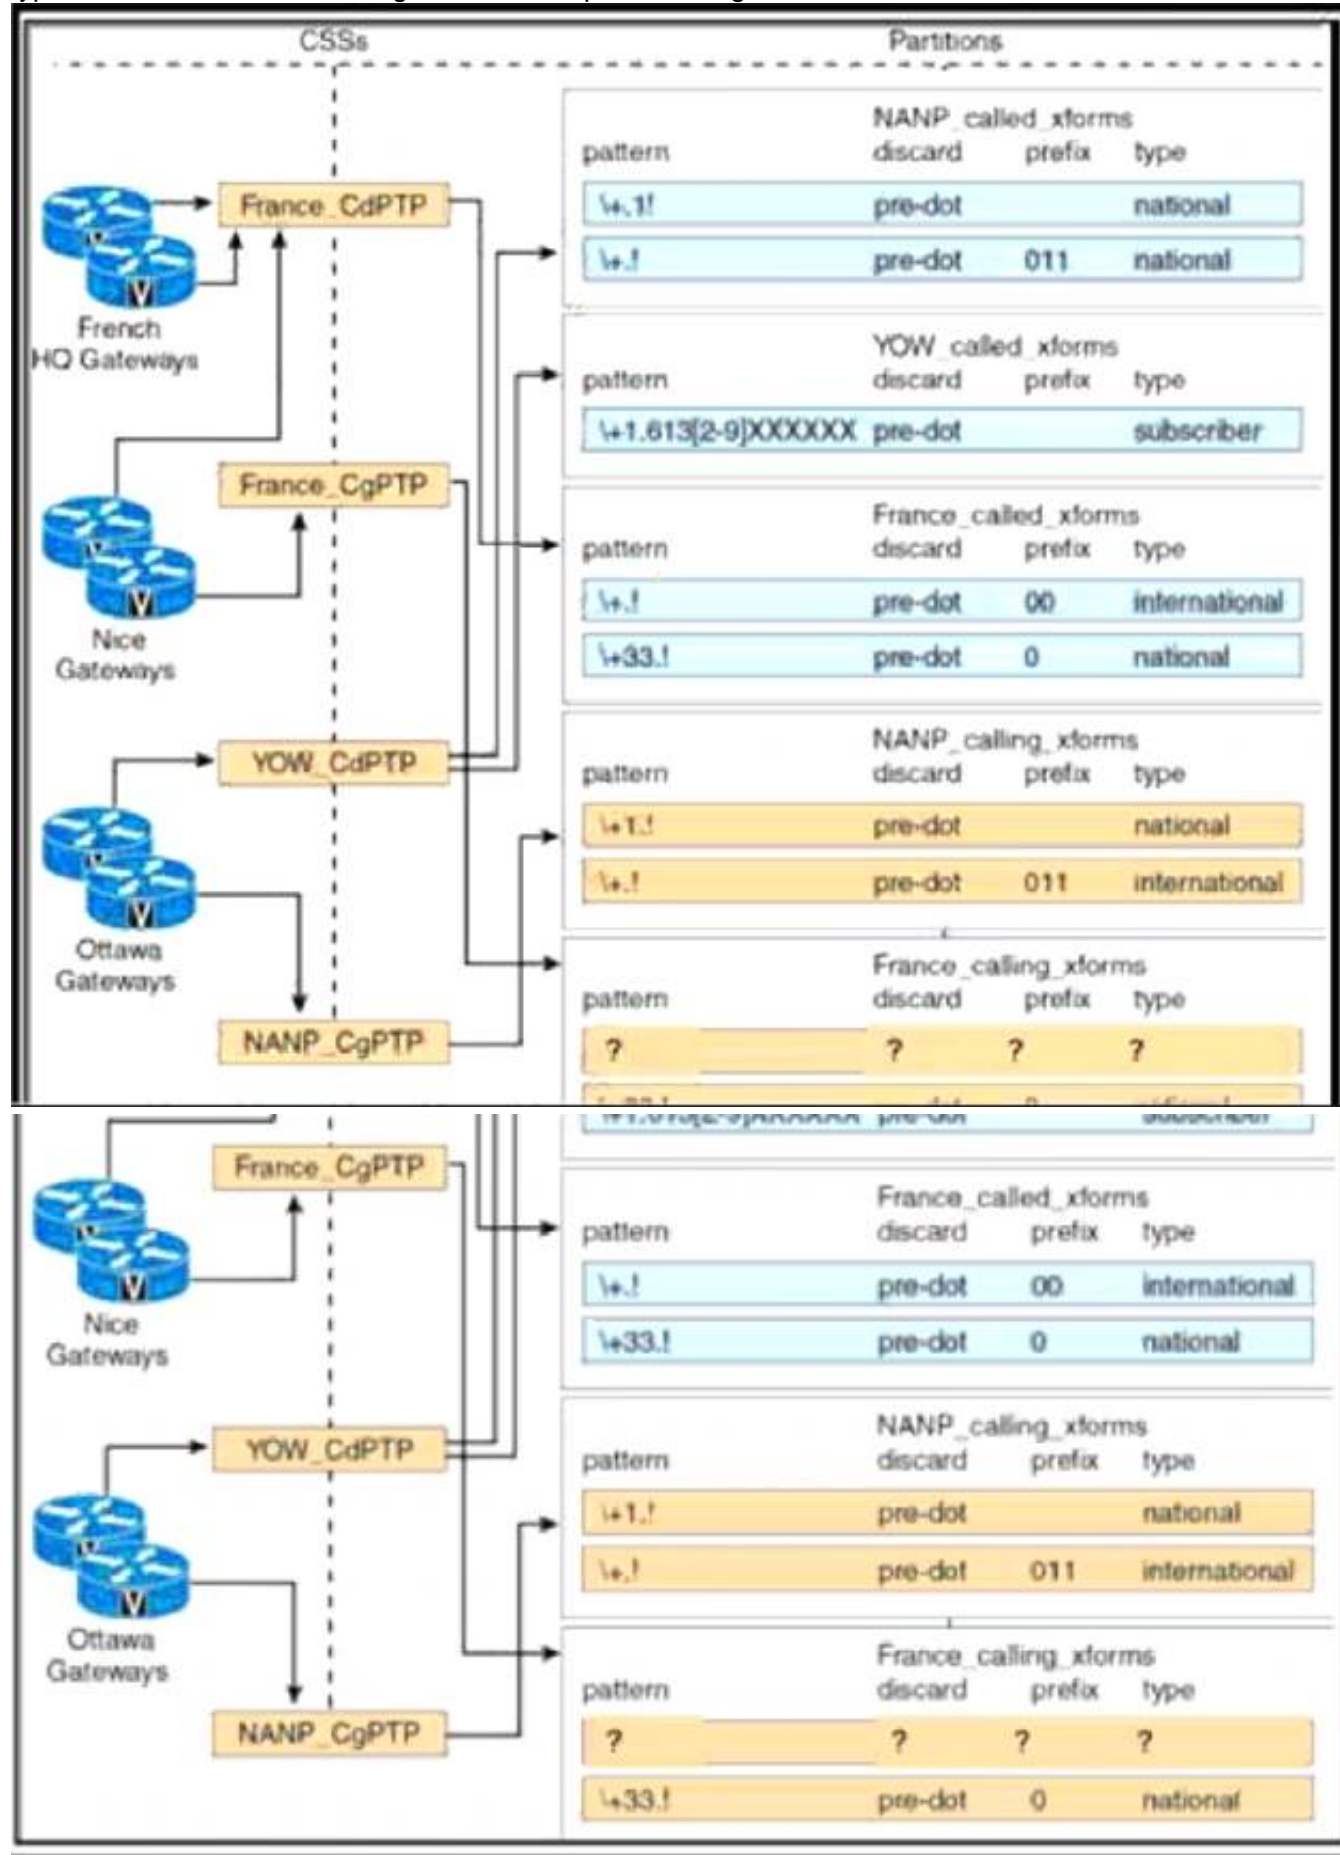 CSSs Partitions
NANP_called_xforms
pattern discard prefix type
\+.1! pre-dot national
\+.! pre-dot 011 national
France_CdPTP
French
HQ Gateways
YOW_called_xforms
pattern discard prefix type
\+1.613[2-9]XXXXXX pre-dot subscriber
France_CgPTP
France_called_xforms
pattern discard prefix type
\+.! pre-dot 00 international
\+33.! pre-dot 0 national
Nice
Gateways
YOW_CdPTP
NANP_calling_xforms
pattern discard prefix type
\+1.! pre-dot national
\+.! pre-dot 011 international
Ottawa
Gateways
France_calling_xforms
pattern discard prefix type
NANP_CgPTP
? ? ? ?
France_CgPTP
France_called_xforms
pattern discard prefix type
\+.! pre-dot 00 international
\+33.! pre-dot 0 national
Nice
Gateways
YOW_CdPTP
NANP_calling_xforms
pattern discard prefix type
\+1.! pre-dot national
\+.! pre-dot 011 international
Ottawa
Gateways
France_calling_xforms
pattern discard prefix type
NANP_CgPTP
? ? ? ?
\+33.! pre-dot 0 national